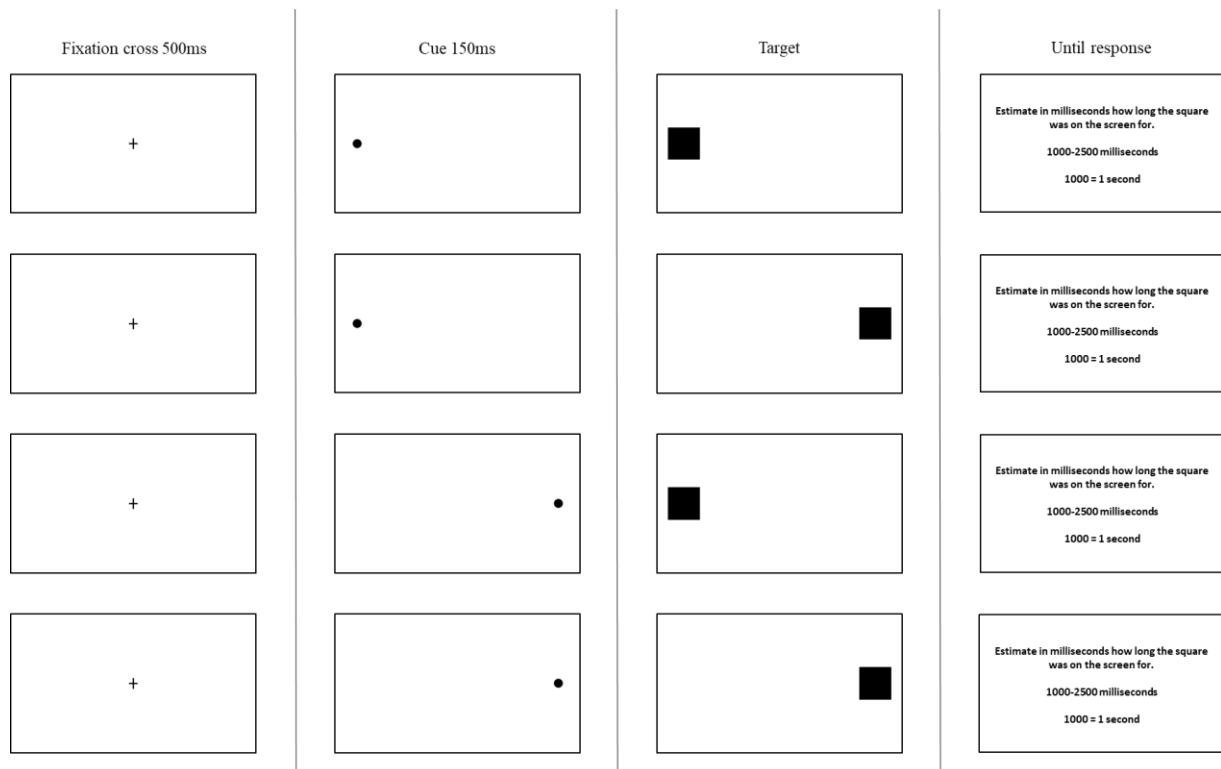 Fixation cross 500ms
Cue 150ms
Target
Until response
Estimate in milliseconds how long the square
was on the screen for.
1000-2500 milliseconds
1000 = 1 second
Estimate in milliseconds how long the square
was on the screen for.
1000-2500 milliseconds
1000 = 1 second
Estimate in milliseconds how long the square
was on the screen for.
1000-2500 milliseconds
1000 = 1 second
Estimate in milliseconds how long the square
was on the screen for.
1000-2500 milliseconds
1000 = 1 second